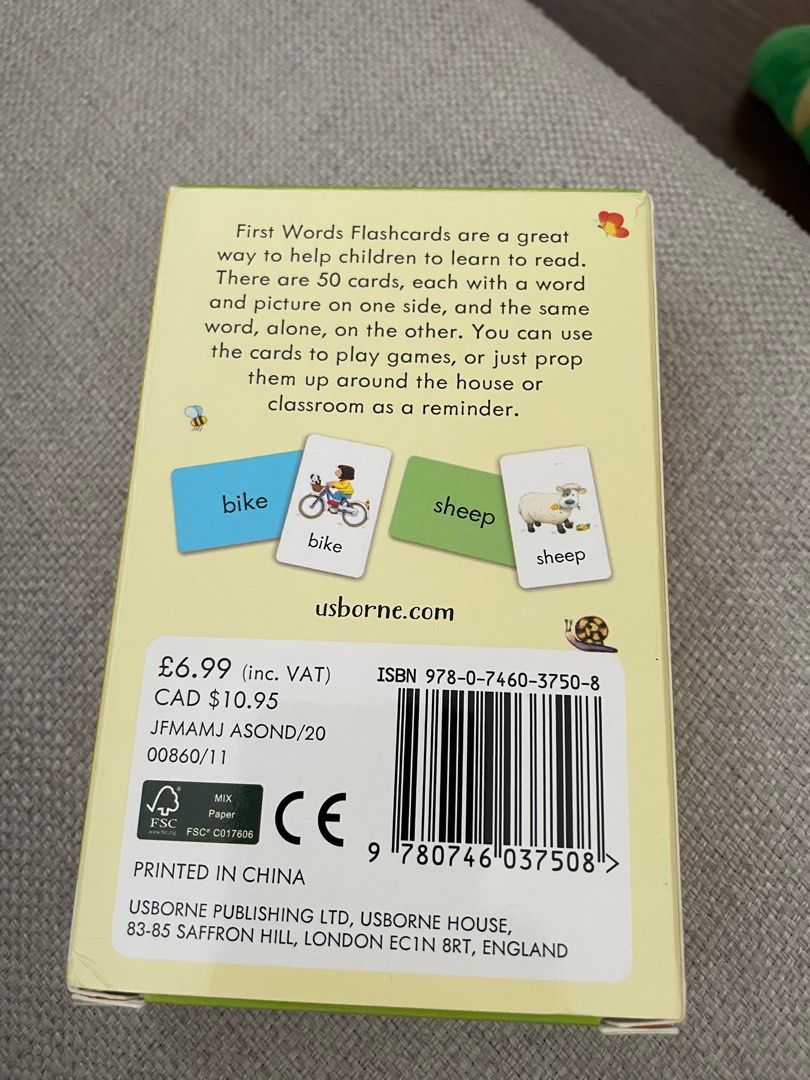 First Words Flashcards are a great
way to help children to learn to read.
There are 50 cards, each with a word
and picture on one side, and the same
word, alone, on the other. You can use
the cards to play games, or just prop
them up around the house or
classroom as a reminder.
bike
bike
sheep
sheep
usborne.com
£6.99 (inc. VAT)
CAD $10.95
JFMAMJ ASOND/20
00860/11
ISBN 978-0-7460-3750-8
9 780746 037508 >
FSC
MIX
Paper
FSC® C017606
CE
PRINTED IN CHINA
USBORNE PUBLISHING LTD, USBORNE HOUSE,
83-85 SAFFRON HILL, LONDON EC1N 8RT, ENGLAND